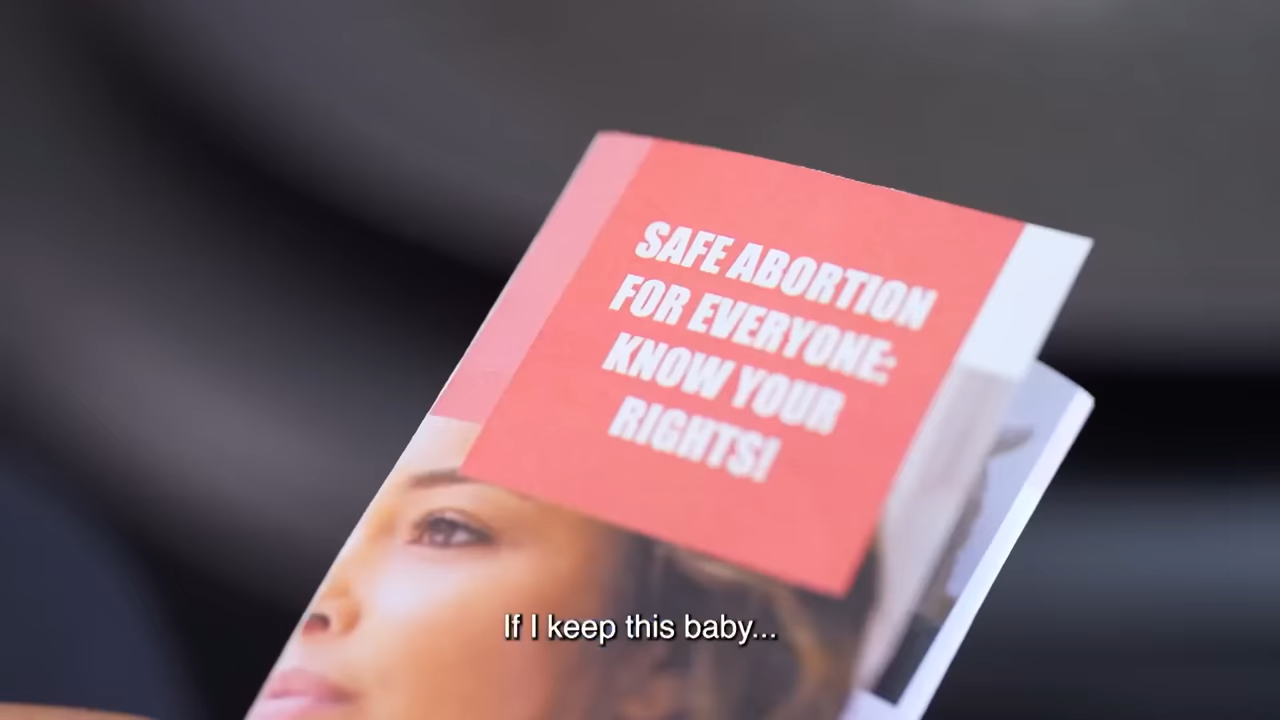 SAFE ABORTION
FOR EVERYONE:
KNOW YOUR
RIGHTS!
If I keep this baby...